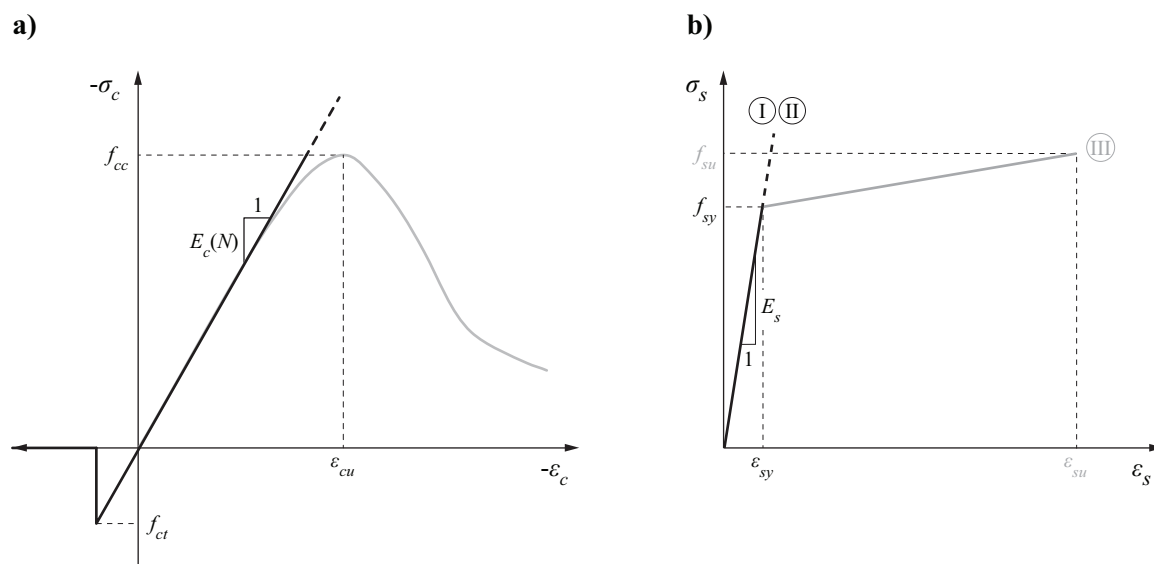 a)
-σc
fcc
1
Ec(N)
εcu
-εc
fct
b)
σs
I II
III
fsu
fsy
Es
1
εsy
εsu
εs